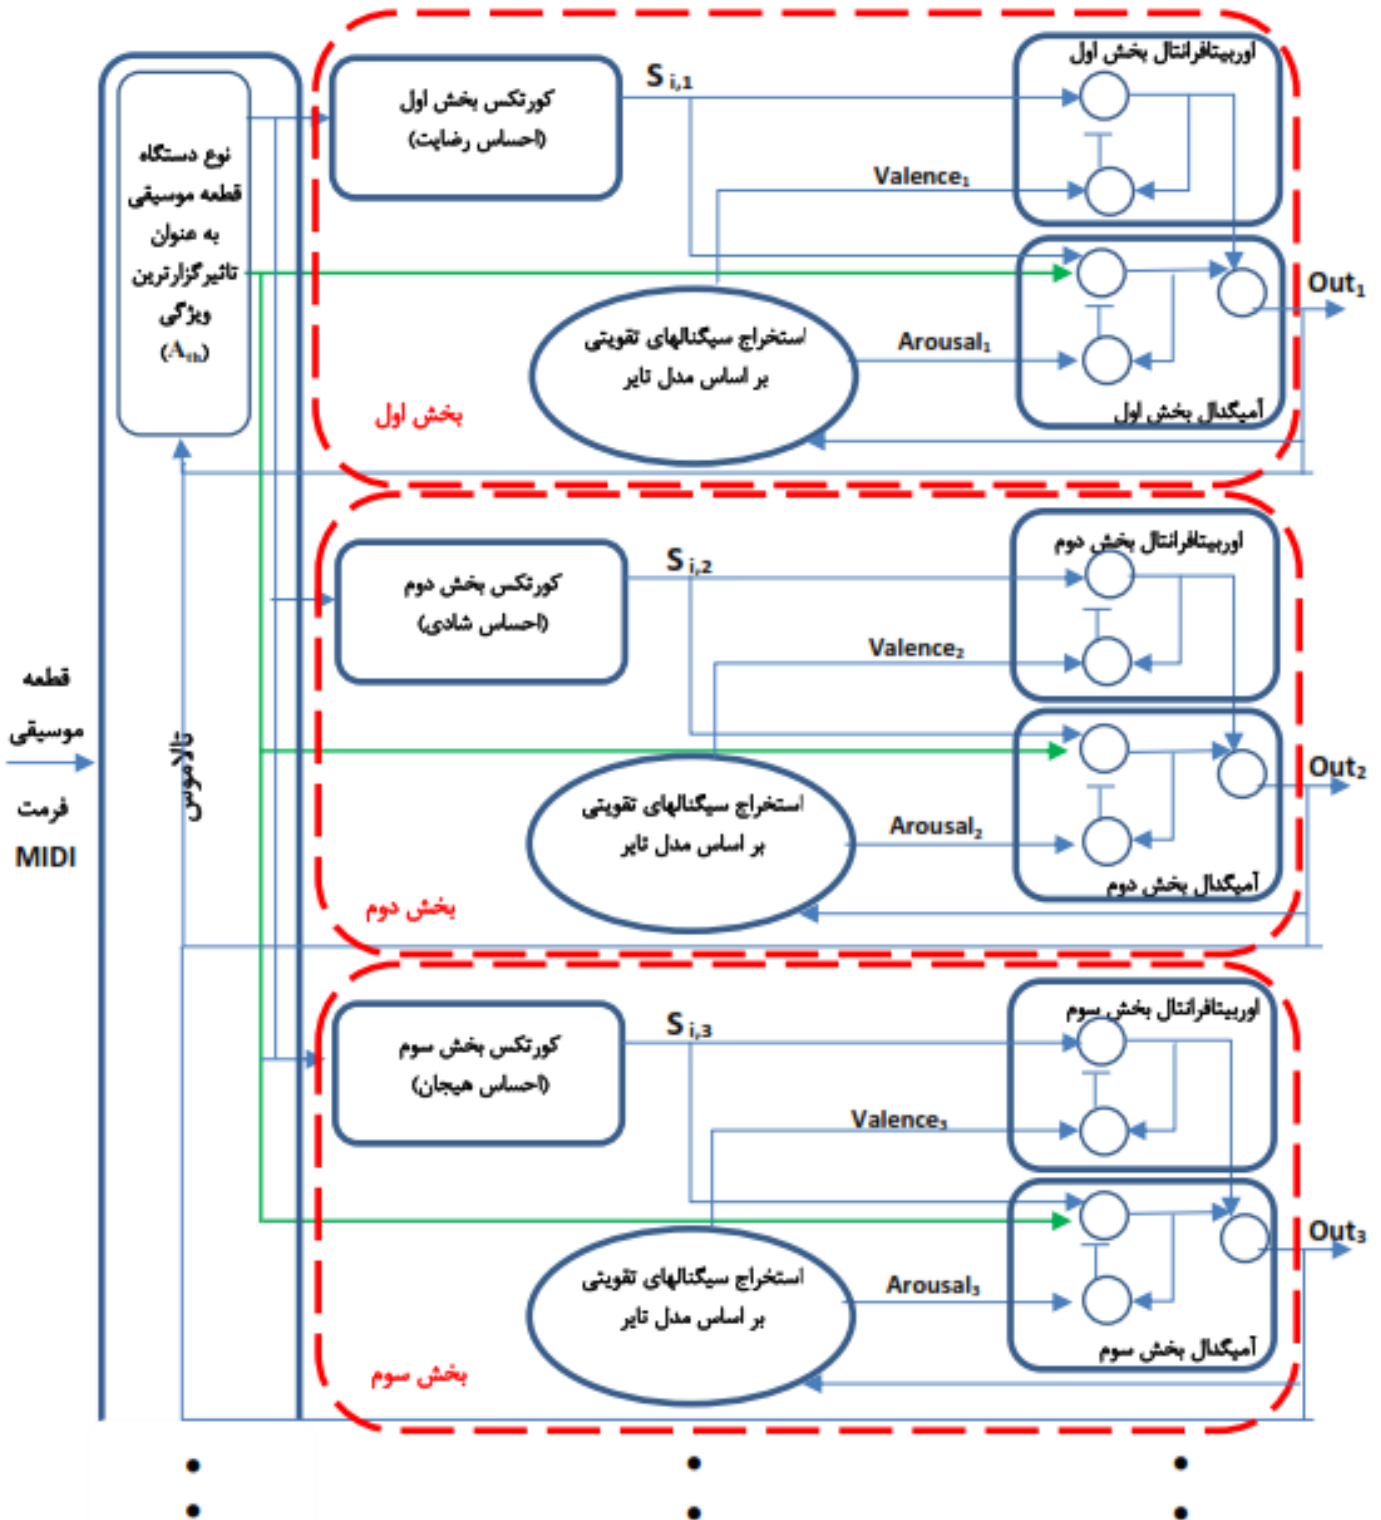 قطعه
موسیقی
فرمت
MIDI
تالاموس
نوع دستگاه
قطعه موسیقی
به عنوان
تاثیرگزارترین
ویژگی
(A_th)
کورتکس بخش اول
(احساس رضایت)
S i,1
اوربیتافرانتال بخش اول
Valence₁
استخراج سیگنالهای تقویتی
بر اساس مدل تایر
Arousal₁
آمیگدال بخش اول
Out₁
بخش اول
کورتکس بخش دوم
(احساس شادی)
S i,2
اوربیتافرانتال بخش دوم
Valence₂
استخراج سیگنالهای تقویتی
بر اساس مدل تایر
Arousal₂
آمیگدال بخش دوم
Out₂
بخش دوم
کورتکس بخش سوم
(احساس هیجان)
S i,3
اوربیتافرانتال بخش سوم
Valence₃
استخراج سیگنالهای تقویتی
بر اساس مدل تایر
Arousal₃
آمیگدال بخش سوم
Out₃
بخش سوم